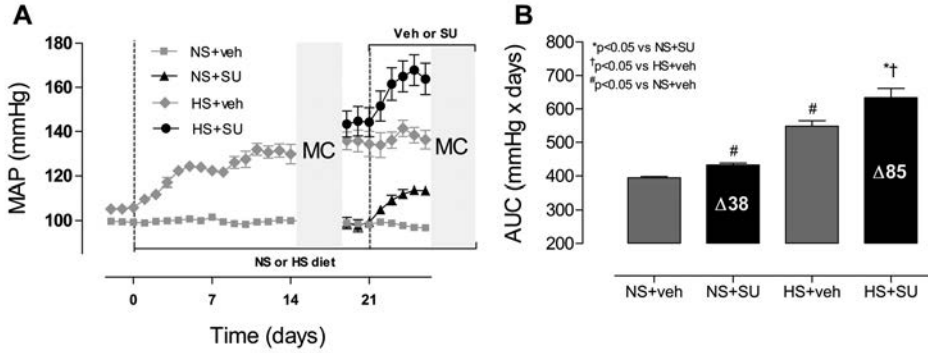 A
Veh or SU
180
160
140
120
100
80
MAP (mmHg)
NS+veh
NS+SU
HS+veh
HS+SU
MC
MC
NS or HS diet
0
7
14
21
Time (days)
B
*p<0.05 vs NS+SU
†p<0.05 vs HS+veh
#p<0.05 vs NS+veh
800
700
600
500
400
300
200
AUC (mmHg x days)
#
#
*†
Δ38
Δ85
NS+veh
NS+SU
HS+veh
HS+SU